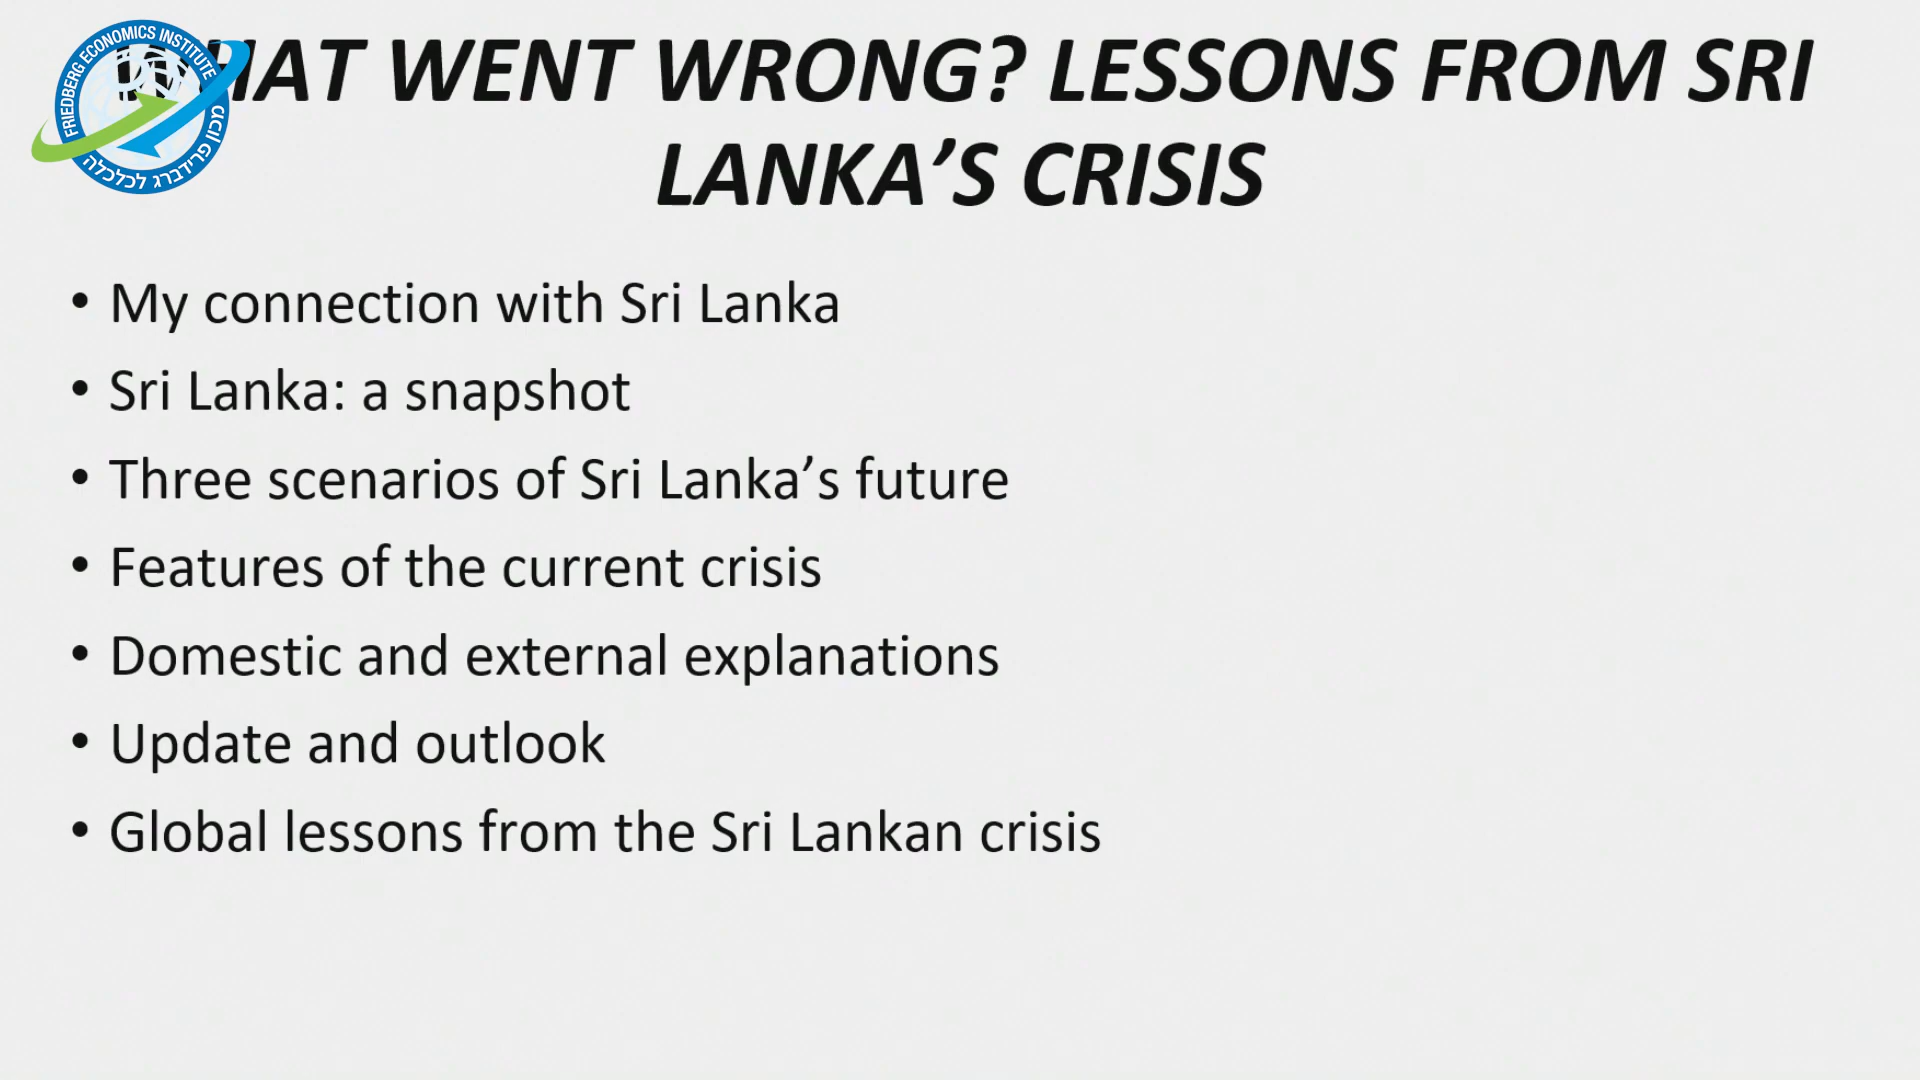 FRIEDBERG ECONOMICS INSTITUTE
מכון פרידברג לכלכלה
WHAT WENT WRONG? LESSONS FROM SRI
LANKA’S CRISIS
• My connection with Sri Lanka
• Sri Lanka: a snapshot
• Three scenarios of Sri Lanka’s future
• Features of the current crisis
• Domestic and external explanations
• Update and outlook
• Global lessons from the Sri Lankan crisis